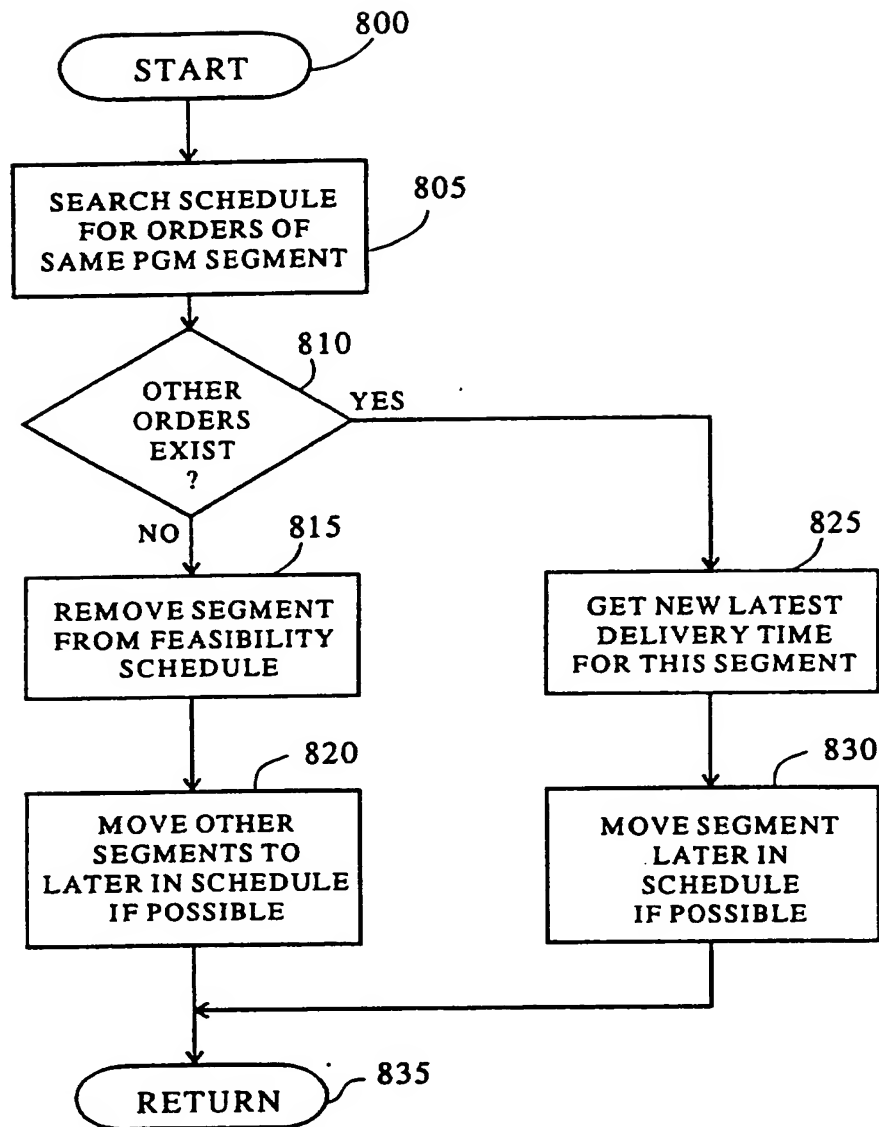 800
START
SEARCH SCHEDULE
FOR ORDERS OF
SAME PGM SEGMENT
805
810
OTHER
ORDERS
EXIST
?
YES
NO
815
REMOVE SEGMENT
FROM FEASIBILITY
SCHEDULE
825
GET NEW LATEST
DELIVERY TIME
FOR THIS SEGMENT
820
MOVE OTHER
SEGMENTS TO
LATER IN SCHEDULE
IF POSSIBLE
830
MOVE SEGMENT
LATER IN
SCHEDULE
IF POSSIBLE
RETURN
835